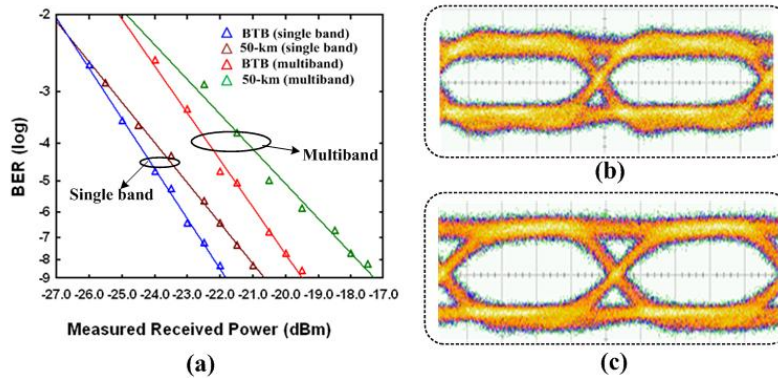 (a)
BER (log)
-2
-3
-4
-5
-6
-7
-8
-9
BTB (single band)
50-km (single band)
BTB (multiband)
50-km (multiband)
Multiband
Single band
-27.0 -25.0 -23.0 -21.0 -19.0 -17.0
-26.0 -24.0 -22.0 -20.0 -18.0
Measured Received Power (dBm)
(a)
(b)
(c)